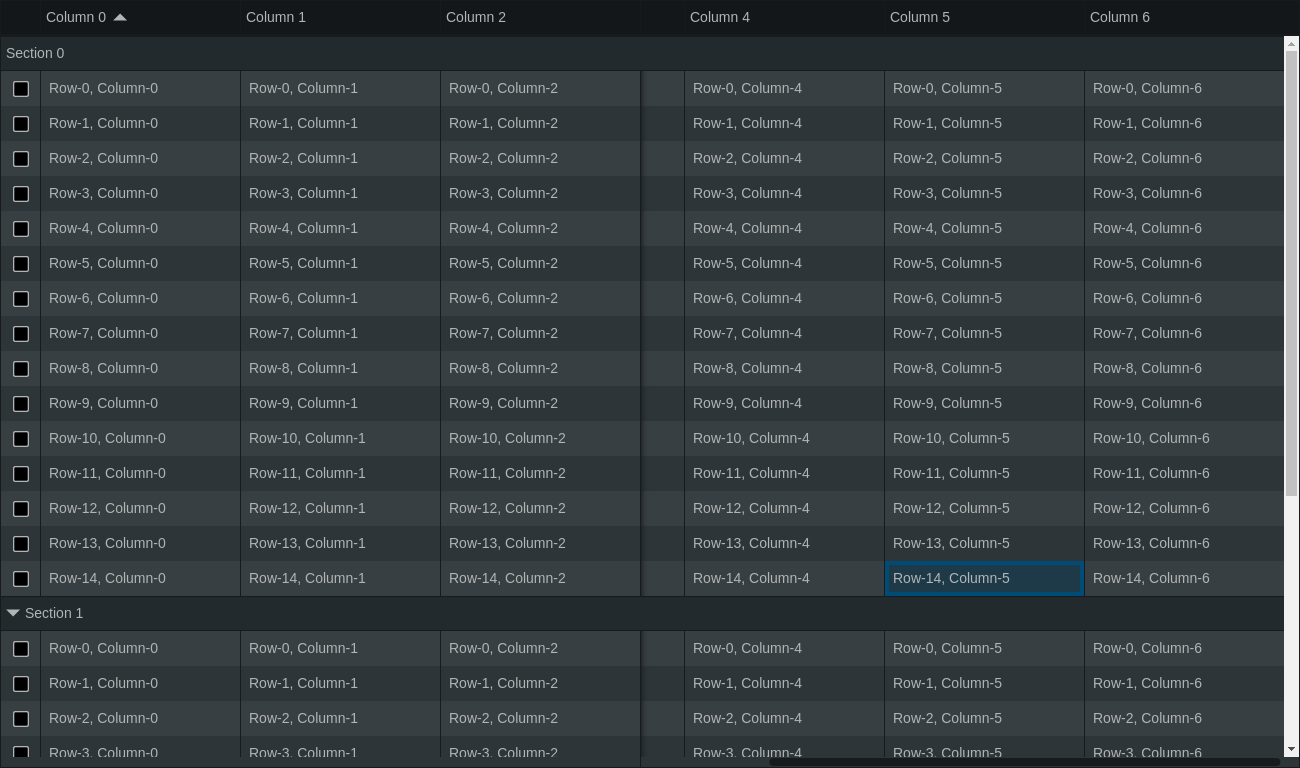 Column 0 Column 1 Column 2 Column 4 Column 5 Column 6
Section 0
Row-0, Column-0 Row-0, Column-1 Row-0, Column-2 Row-0, Column-4 Row-0, Column-5 Row-0, Column-6
Row-1, Column-0 Row-1, Column-1 Row-1, Column-2 Row-1, Column-4 Row-1, Column-5 Row-1, Column-6
Row-2, Column-0 Row-2, Column-1 Row-2, Column-2 Row-2, Column-4 Row-2, Column-5 Row-2, Column-6
Row-3, Column-0 Row-3, Column-1 Row-3, Column-2 Row-3, Column-4 Row-3, Column-5 Row-3, Column-6
Row-4, Column-0 Row-4, Column-1 Row-4, Column-2 Row-4, Column-4 Row-4, Column-5 Row-4, Column-6
Row-5, Column-0 Row-5, Column-1 Row-5, Column-2 Row-5, Column-4 Row-5, Column-5 Row-5, Column-6
Row-6, Column-0 Row-6, Column-1 Row-6, Column-2 Row-6, Column-4 Row-6, Column-5 Row-6, Column-6
Row-7, Column-0 Row-7, Column-1 Row-7, Column-2 Row-7, Column-4 Row-7, Column-5 Row-7, Column-6
Row-8, Column-0 Row-8, Column-1 Row-8, Column-2 Row-8, Column-4 Row-8, Column-5 Row-8, Column-6
Row-9, Column-0 Row-9, Column-1 Row-9, Column-2 Row-9, Column-4 Row-9, Column-5 Row-9, Column-6
Row-10, Column-0 Row-10, Column-1 Row-10, Column-2 Row-10, Column-4 Row-10, Column-5 Row-10, Column-6
Row-11, Column-0 Row-11, Column-1 Row-11, Column-2 Row-11, Column-4 Row-11, Column-5 Row-11, Column-6
Row-12, Column-0 Row-12, Column-1 Row-12, Column-2 Row-12, Column-4 Row-12, Column-5 Row-12, Column-6
Row-13, Column-0 Row-13, Column-1 Row-13, Column-2 Row-13, Column-4 Row-13, Column-5 Row-13, Column-6
Row-14, Column-0 Row-14, Column-1 Row-14, Column-2 Row-14, Column-4 Row-14, Column-5 Row-14, Column-6
Section 1
Row-0, Column-0 Row-0, Column-1 Row-0, Column-2 Row-0, Column-4 Row-0, Column-5 Row-0, Column-6
Row-1, Column-0 Row-1, Column-1 Row-1, Column-2 Row-1, Column-4 Row-1, Column-5 Row-1, Column-6
Row-2, Column-0 Row-2, Column-1 Row-2, Column-2 Row-2, Column-4 Row-2, Column-5 Row-2, Column-6
Row-3, Column-0 Row-3, Column-1 Row-3, Column-2 Row-3, Column-4 Row-3, Column-5 Row-3, Column-6